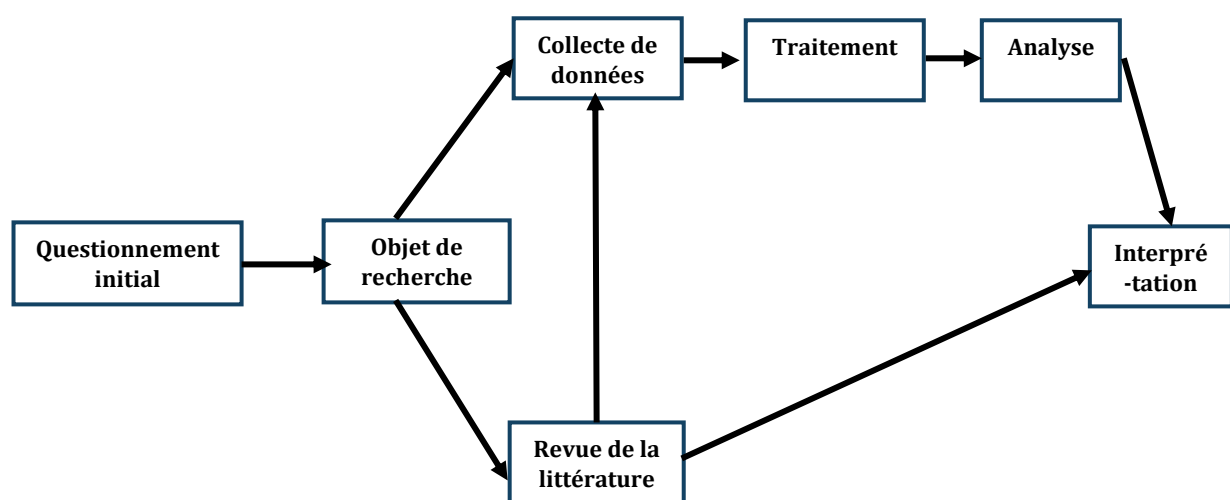 Questionnement
initial
Objet de
recherche
Collecte de
données
Traitement
Analyse
Interpré
-tation
Revue de la
littérature